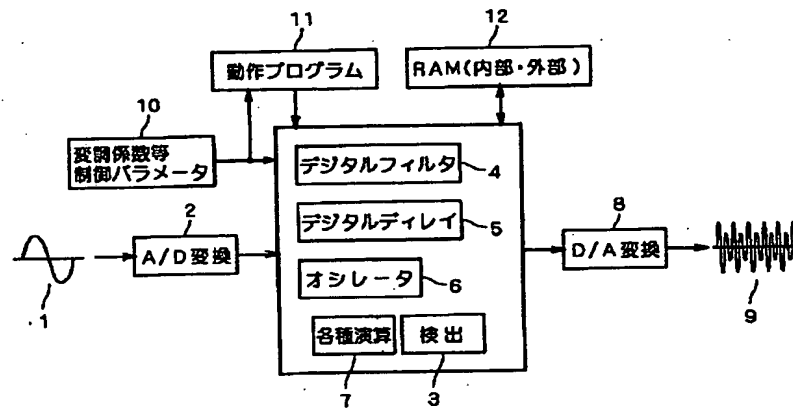 11
12
動作プログラム
RAM(内部・外部)
10
変調係数等
制御パラメータ
デジタルフィルタ
4
2
8
デジタルディレイ
5
A/D変換
D/A変換
オシレータ
6
1
9
各種演算
検出
7
3